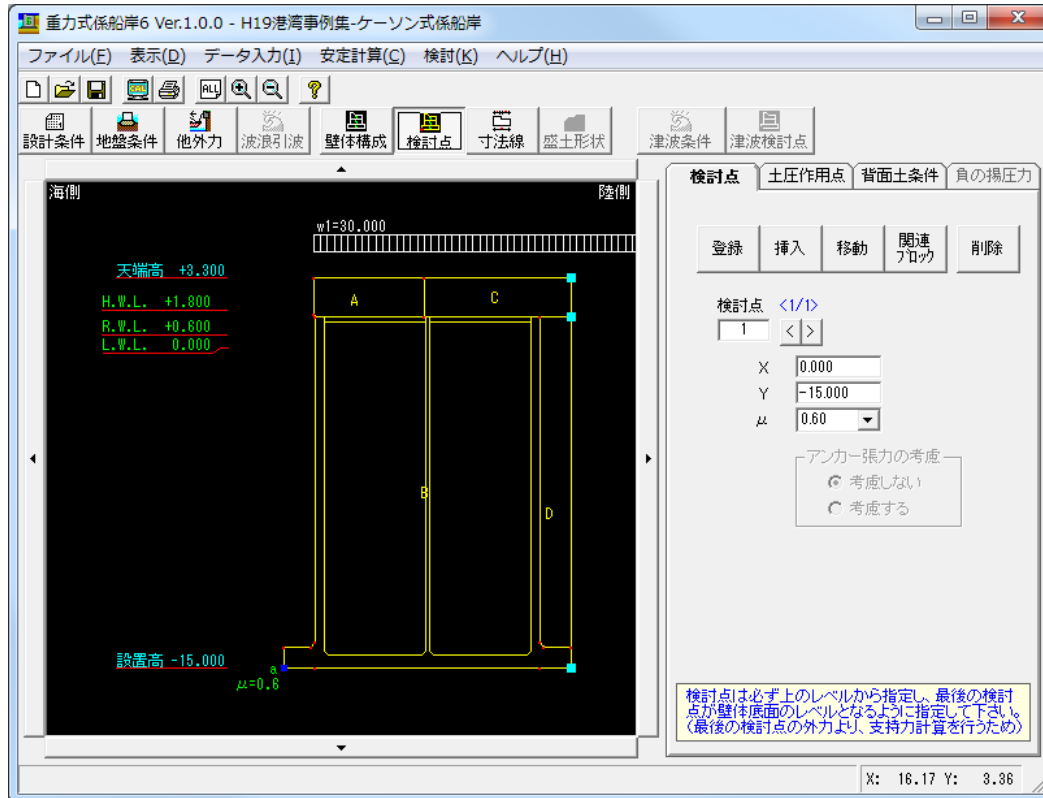 重力式係船岸6 Ver.1.0.0 - H19港湾事例集-ケーソン式係船岸
ファイル(F) 表示(D) データ入力(I) 安定計算(C) 検討(K) ヘルプ(H)
CAL ALL ?
設計条件 地盤条件 他外力 波浪引波 壁体構成 検討点 寸法線 盛土形状 津波条件 津波検討点
海側 陸側
w1=30.000
天端高 +3.300
H.W.L. +1.800
R.W.L. +0.600
L.W.L. 0.000
A
C
B
D
設置高 -15.000
a
μ=0.6
検討点 土圧作用点 背面土条件 負の揚圧力
登録 挿入 移動 関連ブロック 削除
検討点 <1/1>
1 < >
X 0.000
Y -15.000
μ 0.60
アンカー張力の考慮
考慮しない
考慮する
検討点は必ず上のレベルから指定し、最後の検討
点が壁体底面のレベルとなるように指定して下さい。
(最後の検討点の外力より、支持力計算を行うため)
X: 16.17 Y: 3.36